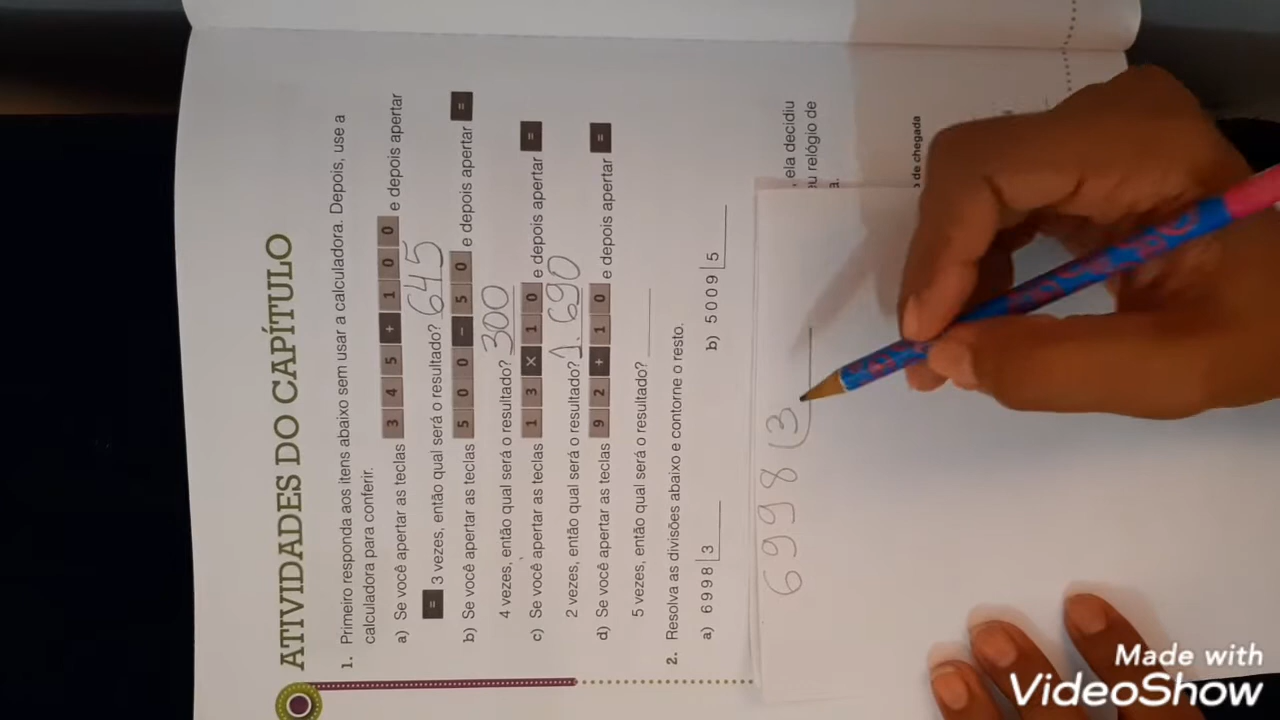 ATIVIDADES DO CAPÍTULO
1. Primeiro responda aos itens abaixo sem usar a calculadora. Depois, use a
calculadora para conferir.
a) Se você apertar as teclas 3 4 5 + 1 0 0 e depois apertar
= 3 vezes, então qual será o resultado? 645
b) Se você apertar as teclas 5 0 0 - 5 0 e depois apertar =
4 vezes, então qual será o resultado? 300
c) Se você apertar as teclas 1 3 × 1 0 e depois apertar =
2 vezes, então qual será o resultado? 1.690
d) Se você apertar as teclas 9 2 + 1 0 e depois apertar =
5 vezes, então qual será o resultado?
2. Resolva as divisões abaixo e contorne o resto.
a) 6 9 9 8 3
b) 5 0 0 9 5
6998 3
ela decidiu
relógio de
de chegada
Made with
VideoShow